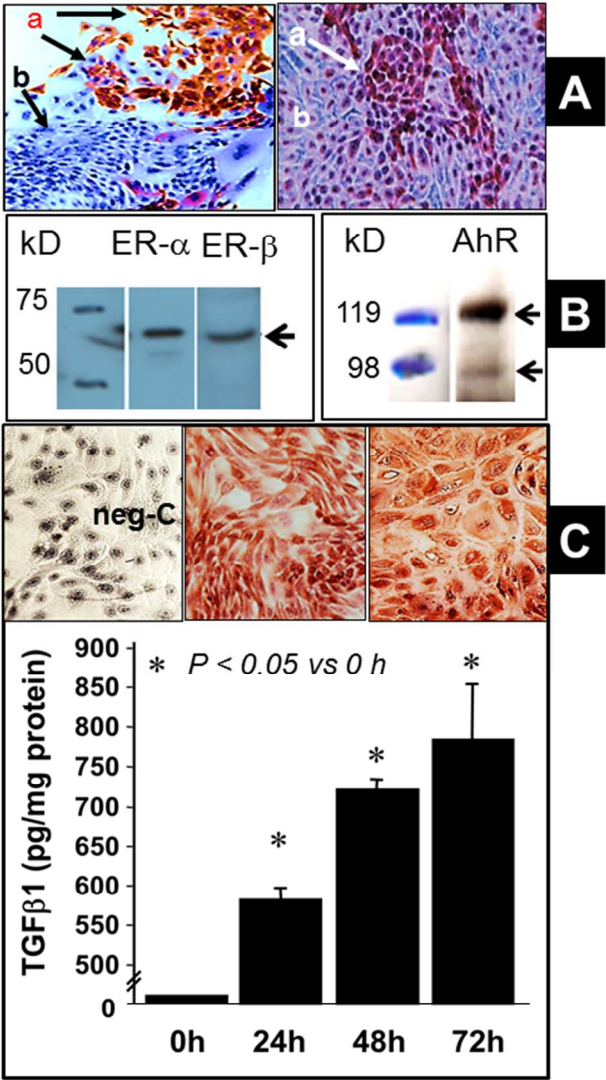 a
b
a
b
A
kD ER-α ER-β
75
50
kD AhR
119
98
B
neg-C
C
* P < 0.05 vs 0 h
*
*
*
TGFβ1 (pg/mg protein)
900
850
800
750
700
650
600
550
500
0
0h 24h 48h 72h